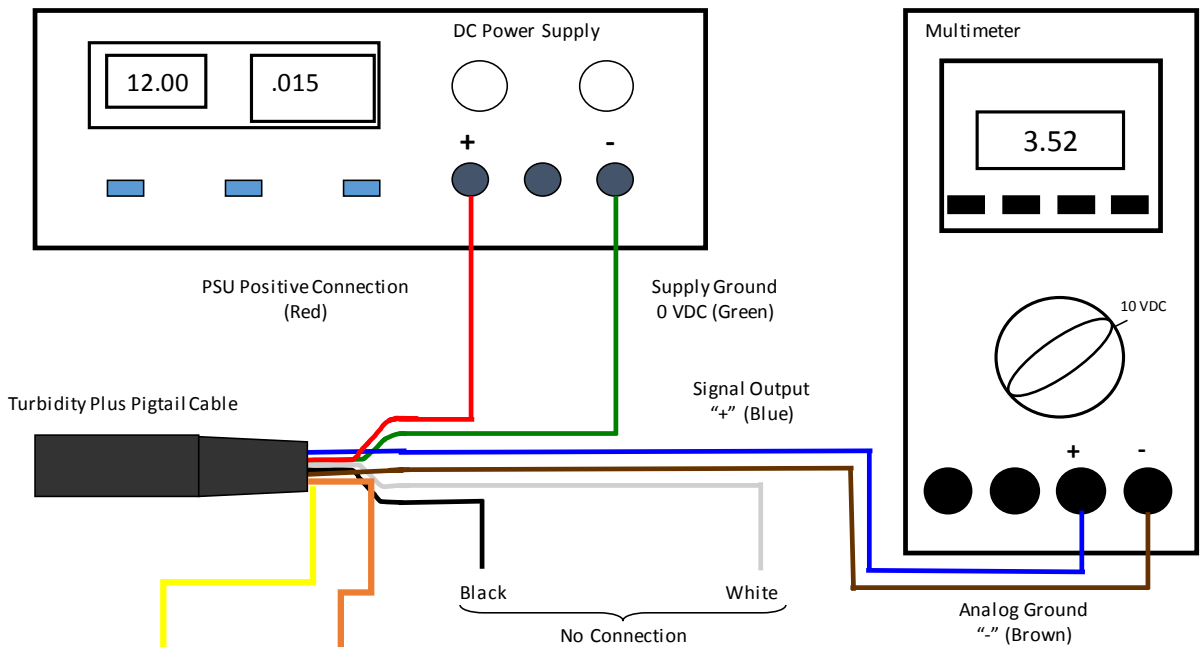 DC Power Supply
12.00
.015
+
-
Multimeter
3.52
10 VDC
+
-
PSU Positive Connection
(Red)
Supply Ground
0 VDC (Green)
Signal Output
“+” (Blue)
Turbidity Plus Pigtail Cable
Black
White
No Connection
Analog Ground
“-” (Brown)